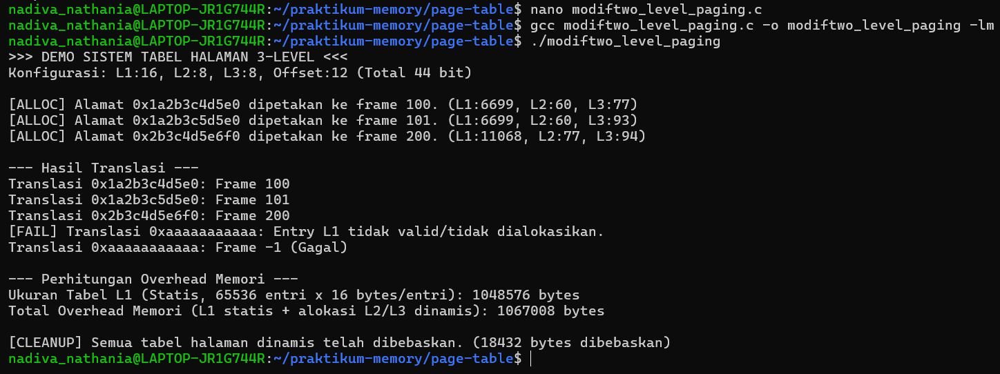 nadiva_nathania@LAPTOP-JR1G744R:~/praktikum-memory/page-table$ nano modiftwo_level_paging.c
nadiva_nathania@LAPTOP-JR1G744R:~/praktikum-memory/page-table$ gcc modiftwo_level_paging.c -o modiftwo_level_paging -lm
nadiva_nathania@LAPTOP-JR1G744R:~/praktikum-memory/page-table$ ./modiftwo_level_paging
>>> DEMO SISTEM TABEL HALAMAN 3-LEVEL <<<
Konfigurasi: L1:16, L2:8, L3:8, Offset:12 (Total 44 bit)
[ALLOC] Alamat 0x1a2b3c4d5e0 dipetakan ke frame 100. (L1:6699, L2:60, L3:77)
[ALLOC] Alamat 0x1a2b3c5d5e0 dipetakan ke frame 101. (L1:6699, L2:60, L3:93)
[ALLOC] Alamat 0x2b3c4d5e6f0 dipetakan ke frame 200. (L1:11068, L2:77, L3:94)
--- Hasil Translasi ---
Translasi 0x1a2b3c4d5e0: Frame 100
Translasi 0x1a2b3c5d5e0: Frame 101
Translasi 0x2b3c4d5e6f0: Frame 200
[FAIL] Translasi 0xaaaaaaaaaaa: Entry L1 tidak valid/tidak dialokasikan.
Translasi 0xaaaaaaaaaaa: Frame -1 (Gagal)
--- Perhitungan Overhead Memori ---
Ukuran Tabel L1 (Statis, 65536 entri x 16 bytes/entri): 1048576 bytes
Total Overhead Memori (L1 statis + alokasi L2/L3 dinamis): 1067008 bytes
[CLEANUP] Semua tabel halaman dinamis telah dibebaskan. (18432 bytes dibebaskan)
nadiva_nathania@LAPTOP-JR1G744R:~/praktikum-memory/page-table$